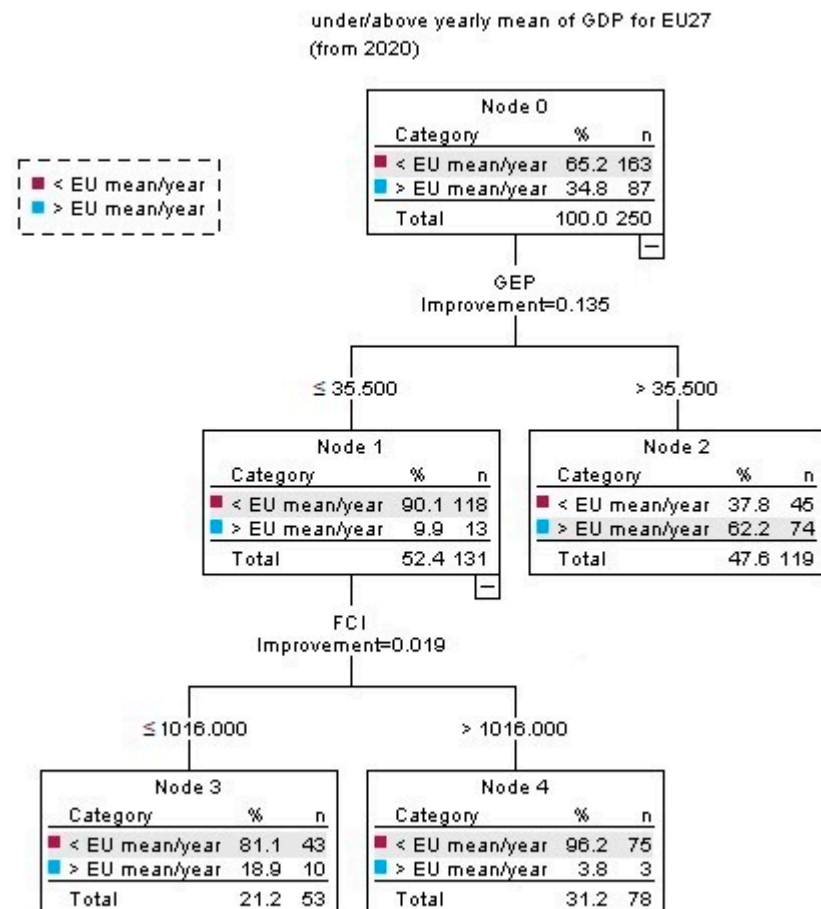 under/above yearly mean of GDP for EU27
(from 2020)
< EU mean/year
> EU mean/year
Node 0
Category % n
< EU mean/year 65.2 163
> EU mean/year 34.8 87
Total 100.0 250
GEP
Improvement=0.135
≤ 35.500
> 35.500
Node 1
Category % n
< EU mean/year 90.1 118
> EU mean/year 9.9 13
Total 52.4 131
Node 2
Category % n
< EU mean/year 37.8 45
> EU mean/year 62.2 74
Total 47.6 119
FCI
Improvement=0.019
≤ 1016.000
> 1016.000
Node 3
Category % n
< EU mean/year 81.1 43
> EU mean/year 18.9 10
Total 21.2 53
Node 4
Category % n
< EU mean/year 96.2 75
> EU mean/year 3.8 3
Total 31.2 78